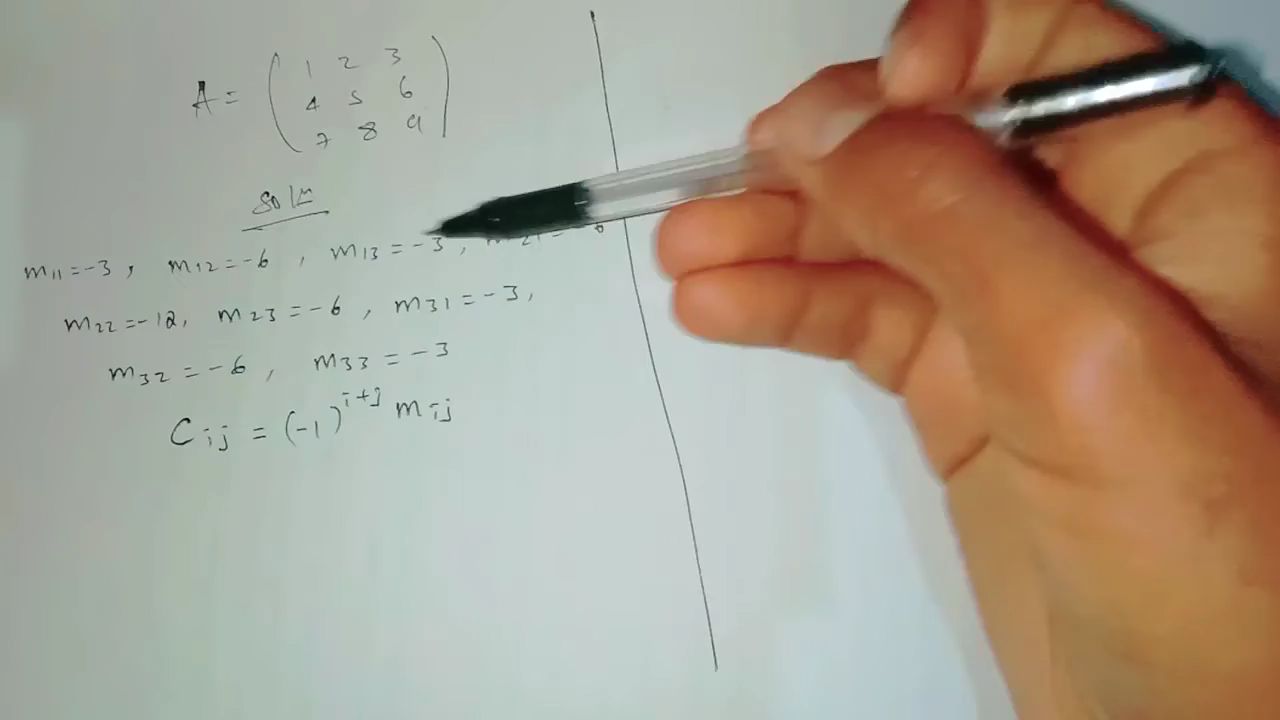 A = ( 1 2 3
4 5 6
7 8 9 )
Soln
m11 = -3, m12 = -6, m13 = -3,
m22 = -12, m23 = -6, m31 = -3,
m32 = -6, m33 = -3
Cij = (-1)^i+j mij